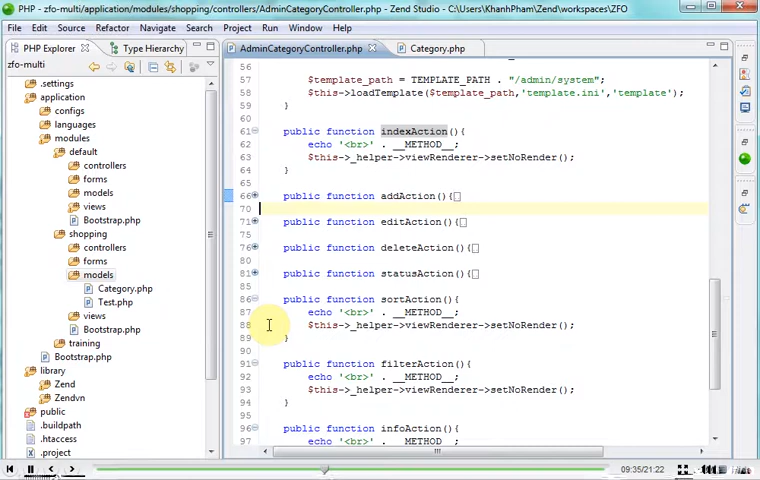 PHP - zfo-multi/application/modules/shopping/controllers/AdminCategoryController.php - Zend Studio - C:\Users\KhanhPham\Zend\workspaces\ZFO
File Edit Source Refactor Navigate Search Project Run Window Help
PHP Explorer Type Hierarchy AdminCategoryController.php Category.php
zfo-multi
.settings
application
configs
languages
modules
default
controllers
forms
models
views
Bootstrap.php
shopping
controllers
forms
models
Category.php
Test.php
views
Bootstrap.php
training
Bootstrap.php
library
Zend
Zendvn
public
.buildpath
.htaccess
.project
56
57 $template_path = TEMPLATE_PATH . "/admin/system";
58 $this->loadTemplate($template_path,'template.ini','template');
59 }
60
61 public function indexAction(){
62 echo '<br>' . __METHOD__;
63 $this->_helper->viewRenderer->setNoRender();
64 }
65
66 public function addAction(){
70
71 public function editAction(){
75
76 public function deleteAction(){
80
81 public function statusAction(){
85
86 public function sortAction(){
87 echo '<br>' . __METHOD__;
88 $this->_helper->viewRenderer->setNoRender();
89 }
90
91 public function filterAction(){
92 echo '<br>' . __METHOD__;
93 $this->_helper->viewRenderer->setNoRender();
94 }
95
96 public function infoAction(){
97 echo '<br>' . __METHOD__;
09:35/21:22